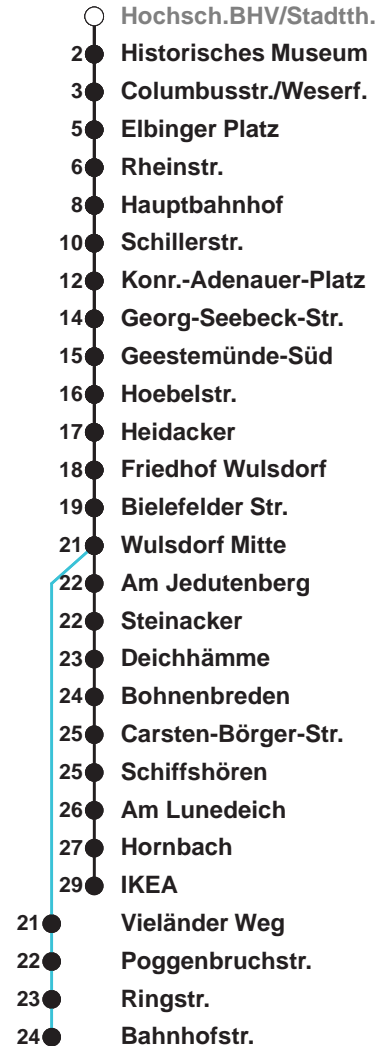 Hochsch.BHV/Stadtth.
2 Historisches Museum
3 Columbusstr./Weserf.
5 Elbinger Platz
6 Rheinstr.
8 Hauptbahnhof
10 Schillerstr.
12 Konr.-Adenauer-Platz
14 Georg-Seebeck-Str.
15 Geestemünde-Süd
16 Hoebelstr.
17 Heidacker
18 Friedhof Wulsdorf
19 Bielefelder Str.
21 Wulsdorf Mitte
22 Am Jedutenberg
22 Steinacker
23 Deichhämme
24 Bohnenbreden
25 Carsten-Börger-Str.
25 Schiffshören
26 Am Lunedeich
27 Hornbach
29 IKEA
21 Vieländer Weg
22 Poggenbruchstr.
23 Ringstr.
24 Bahnhofstr.